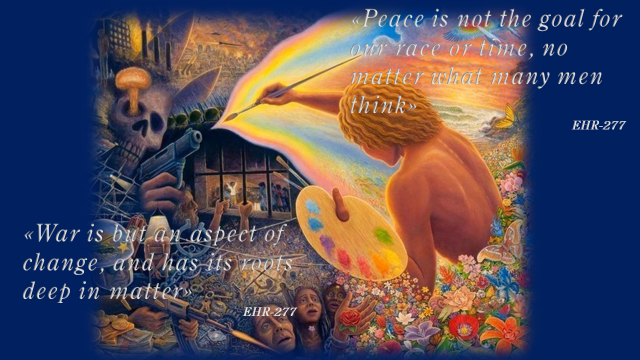 «Peace is not the goal for
our race or time, no
matter what many men
think»
EHR-277
«War is but an aspect of
change, and has its roots
deep in matter»
EHR-277